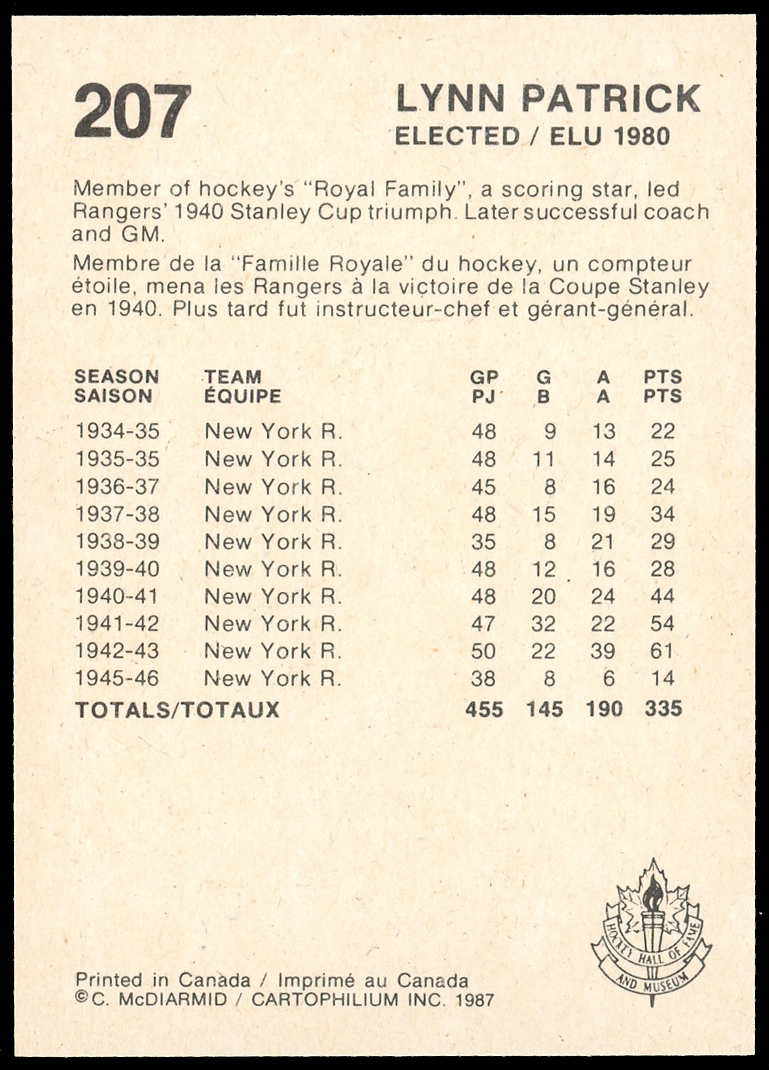 207
LYNN PATRICK
ELECTED / ELU 1980
Member of hockey's "Royal Family", a scoring star, led
Rangers' 1940 Stanley Cup triumph. Later successful coach
and GM.
Membre de la "Famille Royale" du hockey, un compteur
étoile, mena les Rangers à la victoire de la Coupe Stanley
en 1940. Plus tard fut instructeur-chef et gérant-général.
SEASON TEAM GP G A PTS
SAISON ÉQUIPE PJ B A PTS
1934-35 New York R. 48 9 13 22
1935-35 New York R. 48 11 14 25
1936-37 New York R. 45 8 16 24
1937-38 New York R. 48 15 19 34
1938-39 New York R. 35 8 21 29
1939-40 New York R. 48 12 16 28
1940-41 New York R. 48 20 24 44
1941-42 New York R. 47 32 22 54
1942-43 New York R. 50 22 39 61
1945-46 New York R. 38 8 6 14
TOTALS/TOTAUX 455 145 190 335
HOCKEY HALL OF FAME
AND MUSEUM
Printed in Canada / Imprimé au Canada
©C. McDIARMID / CARTOPHILIUM INC. 1987